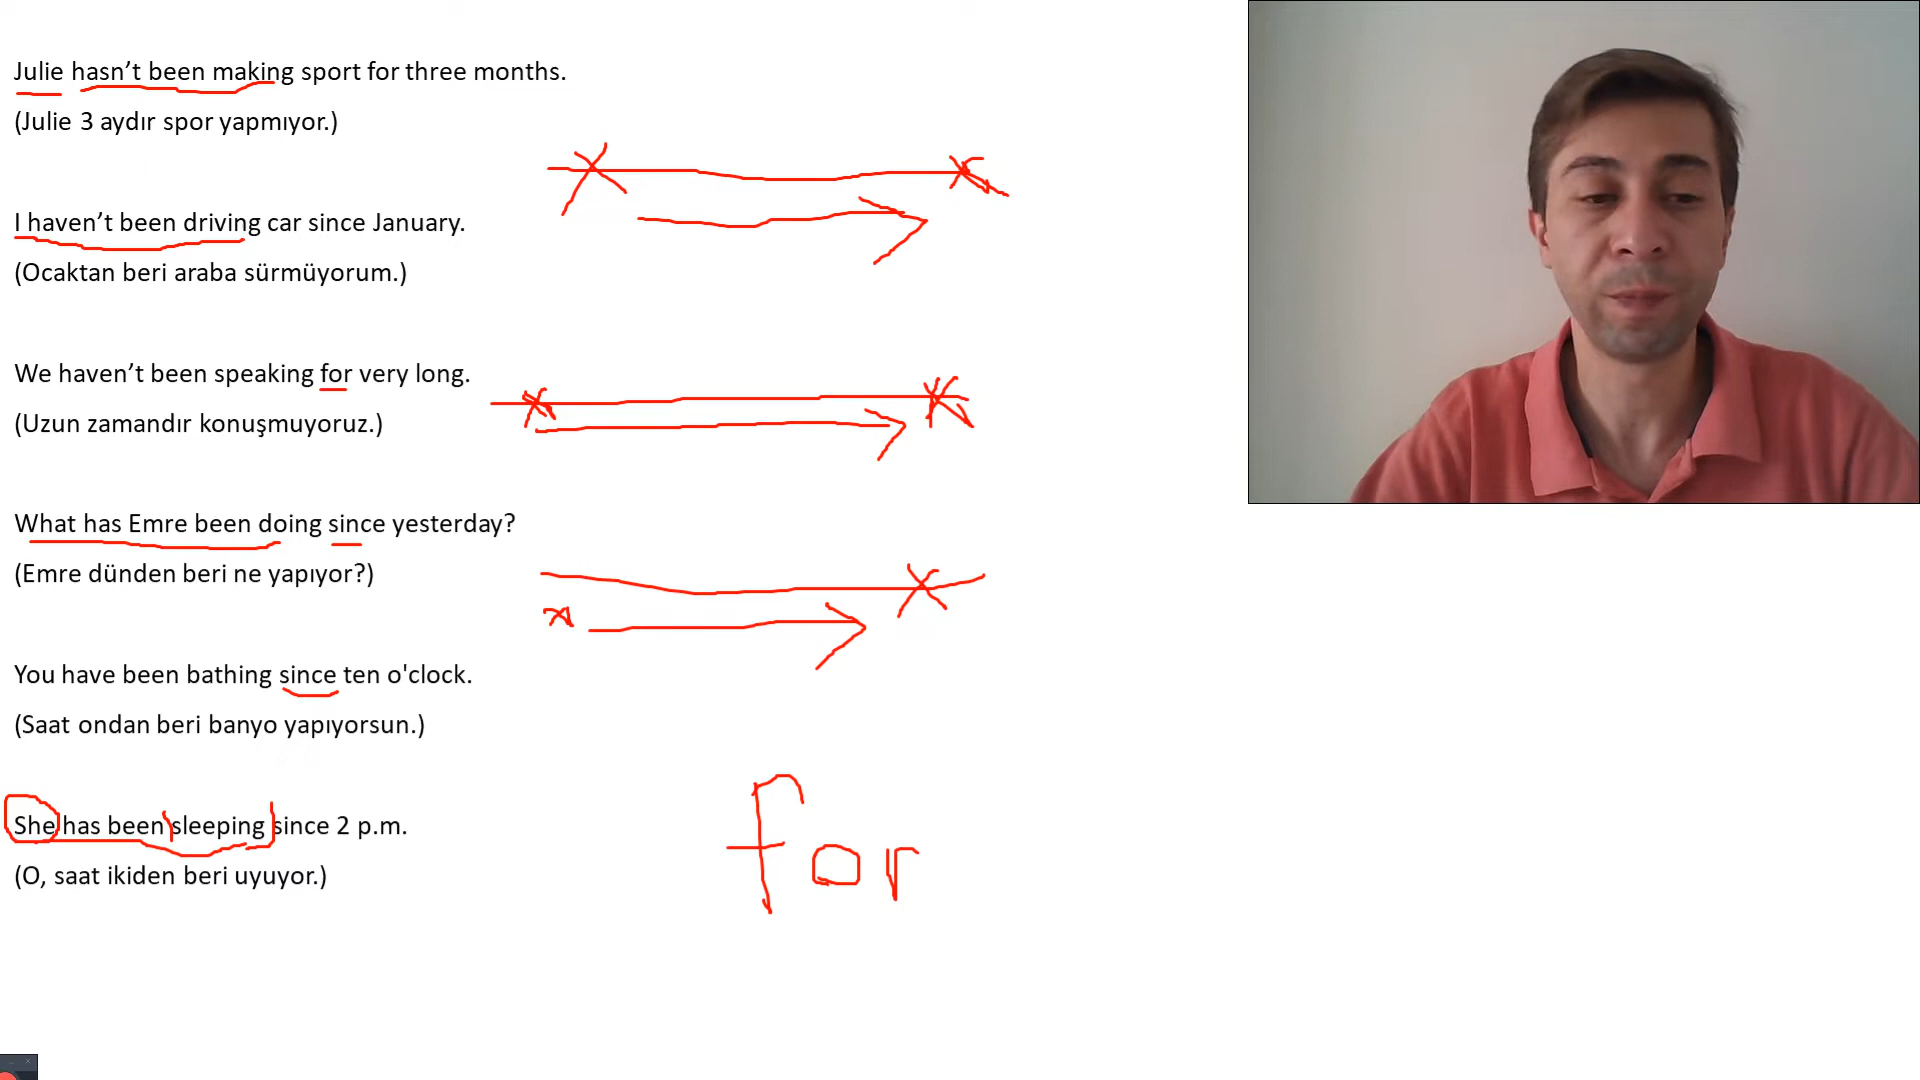 Julie hasn’t been making sport for three months.
(Julie 3 aydır spor yapmıyor.)
I haven’t been driving car since January.
(Ocaktan beri araba sürmüyorum.)
We haven’t been speaking for very long.
(Uzun zamandır konuşmuyoruz.)
What has Emre been doing since yesterday?
(Emre dünden beri ne yapıyor?)
You have been bathing since ten o'clock.
(Saat ondan beri banyo yapıyorsun.)
She has been sleeping since 2 p.m.
(O, saat ikiden beri uyuyor.)
for